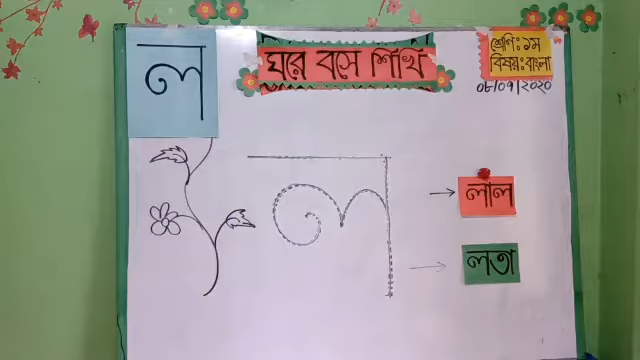 ল
ঘরে বসে শিখি
শ্রেণি: ১ম
বিষয়: বাংলা
০৮/০৭/২০২০
ল
লাল
লতা